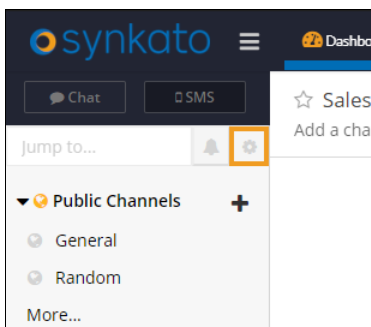 synkato
Dashbo
Chat
SMS
Sales
Add a cha
Jump to...
Public Channels
General
Random
More...